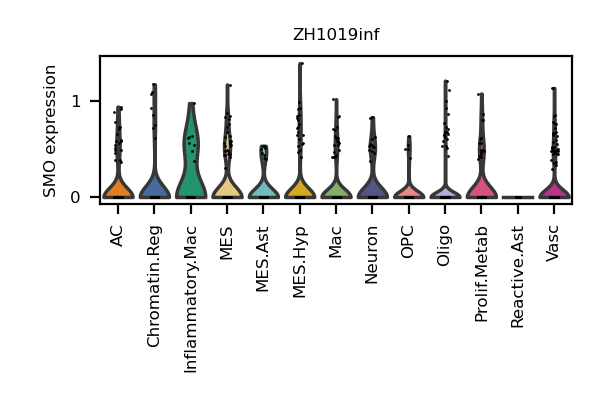 ZH1019inf
SMO expression
1
0
AC
Chromatin.Reg
Inflammatory.Mac
MES
MES.Ast
MES.Hyp
Mac
Neuron
OPC
Oligo
Prolif.Metab
Reactive.Ast
Vasc